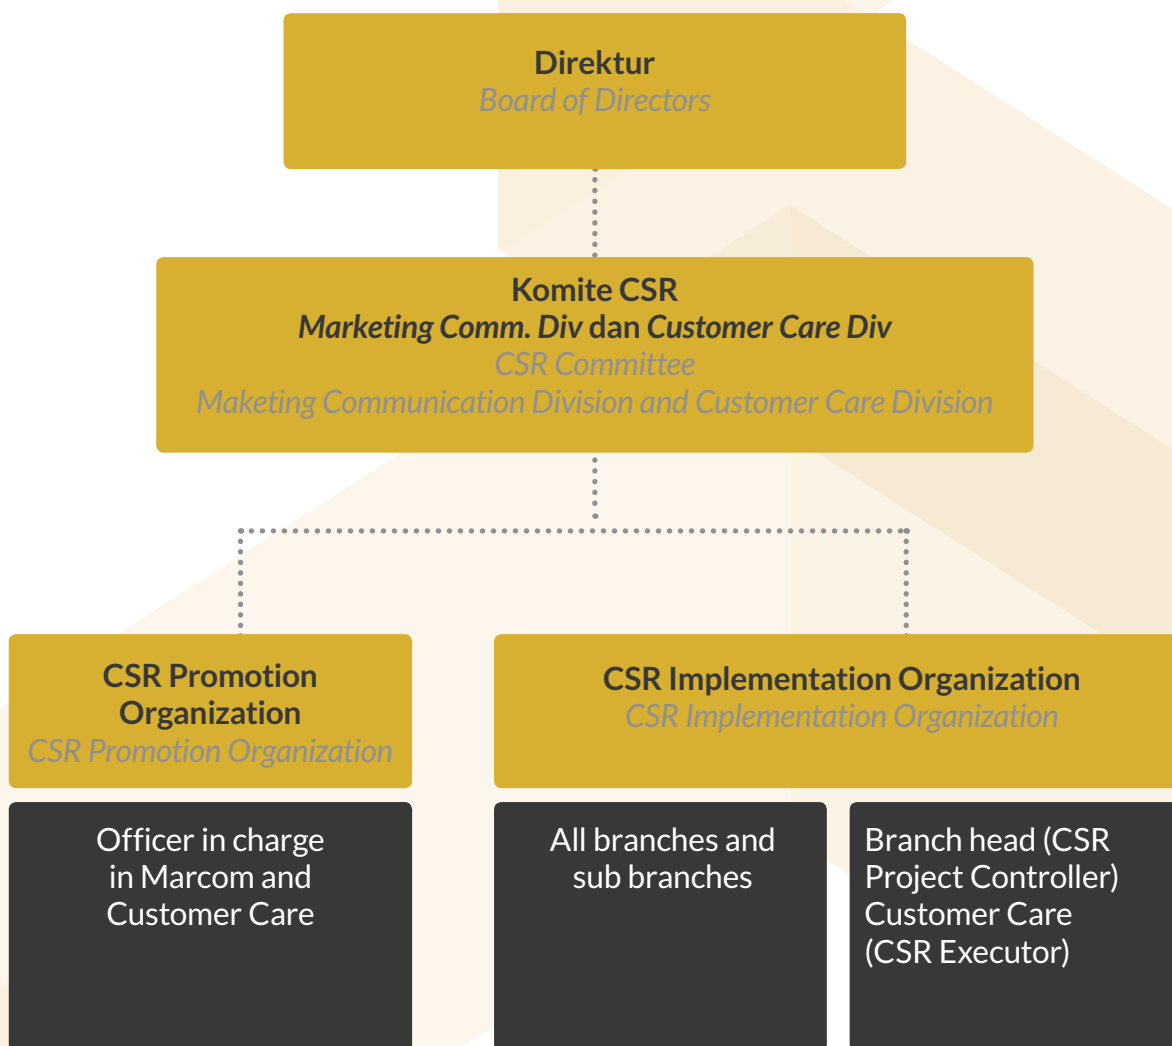 Direktur
Board of Directors
Komite CSR
Marketing Comm. Div dan Customer Care Div
CSR Committee
Maketing Communication Division and Customer Care Division
CSR Promotion
Organization
CSR Promotion Organization
CSR Implementation Organization
CSR Implementation Organization
Officer in charge
in Marcom and
Customer Care
All branches and
sub branches
Branch head (CSR
Project Controller)
Customer Care
(CSR Executor)